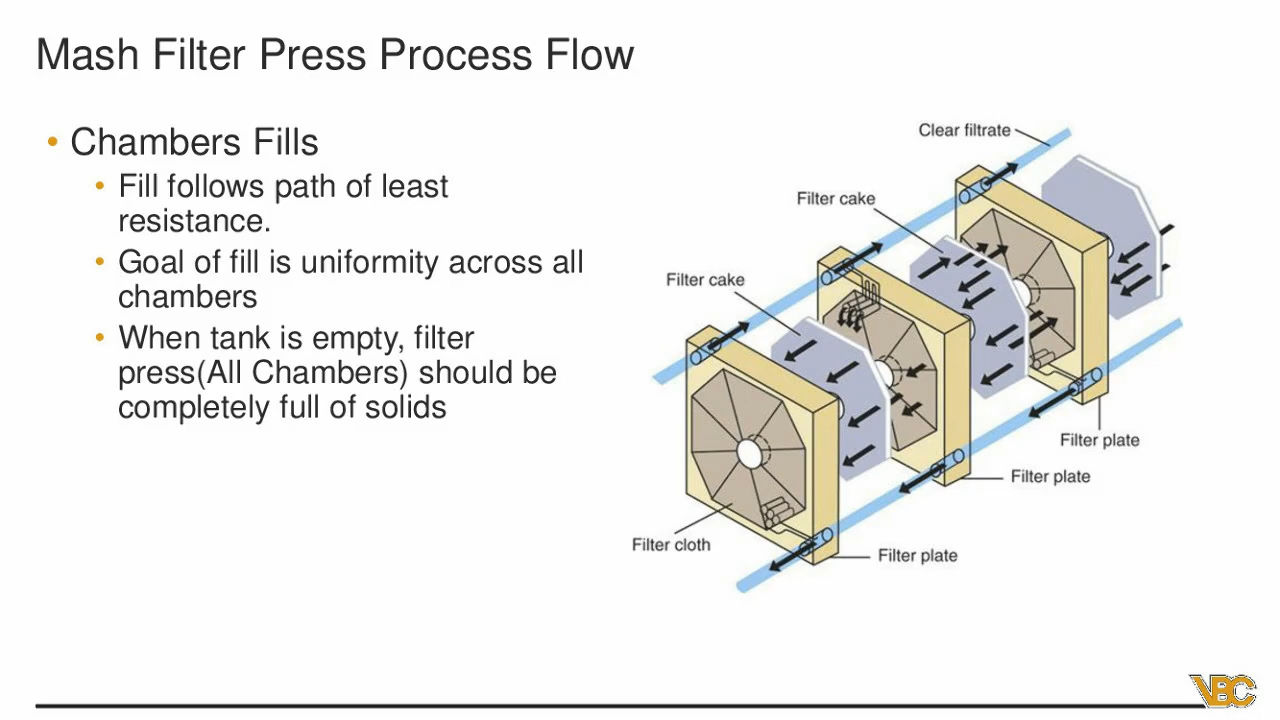 Mash Filter Press Process Flow
• Chambers Fills
• Fill follows path of least
resistance.
• Goal of fill is uniformity across all
chambers
• When tank is empty, filter
press(All Chambers) should be
completely full of solids
Clear filtrate
Filter cake
Filter cake
Filter plate
Filter plate
Filter cloth
Filter plate
VBC